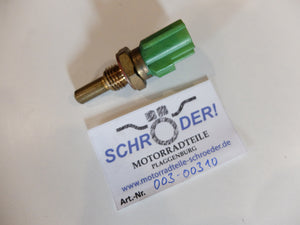 SCHRÖDER!
MOTORRADTEILE
PLAGGENBURG
www.motorradteile-schroeder.de
Art.-Nr. 003-00310